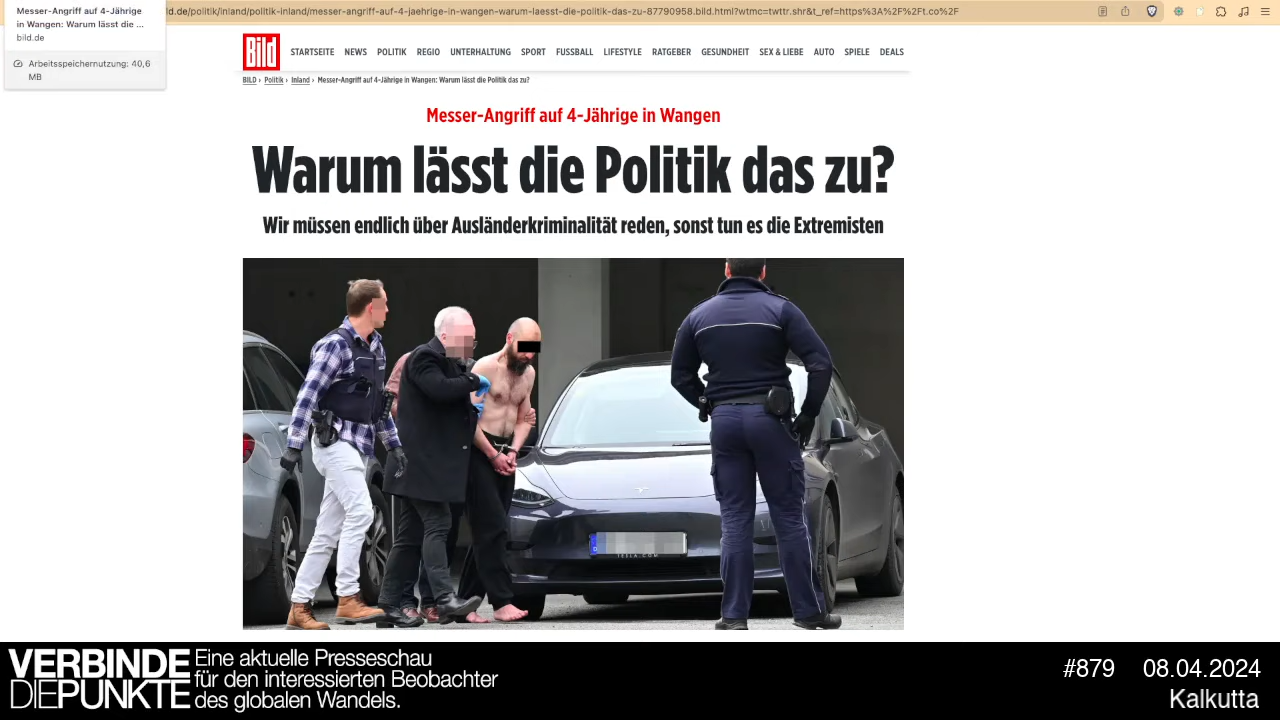 Messer-Angriff auf 4-Jährige
in Wangen: Warum lässt die ...
bild.de
Arbeitsspeichernutzung: 40,6
MB
d.de/politik/inland/politik-inland/messer-angriff-auf-4-jaehrige-in-wangen-warum-laesst-die-politik-das-zu-87790958.bild.html?wtmc=twttr.shr&t_ref=https%3A%2F%2Ft.co%2F
Bild
STARTSEITE NEWS POLITIK REGIO UNTERHALTUNG SPORT FUSSBALL LIFESTYLE RATGEBER GESUNDHEIT SEX & LIEBE AUTO SPIELE DEALS
BILD › Politik › Inland › Messer-Angriff auf 4-Jährige in Wangen: Warum lässt die Politik das zu?
Messer-Angriff auf 4-Jährige in Wangen
Warum lässt die Politik das zu?
Wir müssen endlich über Ausländerkriminalität reden, sonst tun es die Extremisten
D
TESLA.COM
VERBINDE
DIEPUNKTE
Eine aktuelle Presseschau
für den interessierten Beobachter
des globalen Wandels.
#879 08.04.2024
Kalkutta